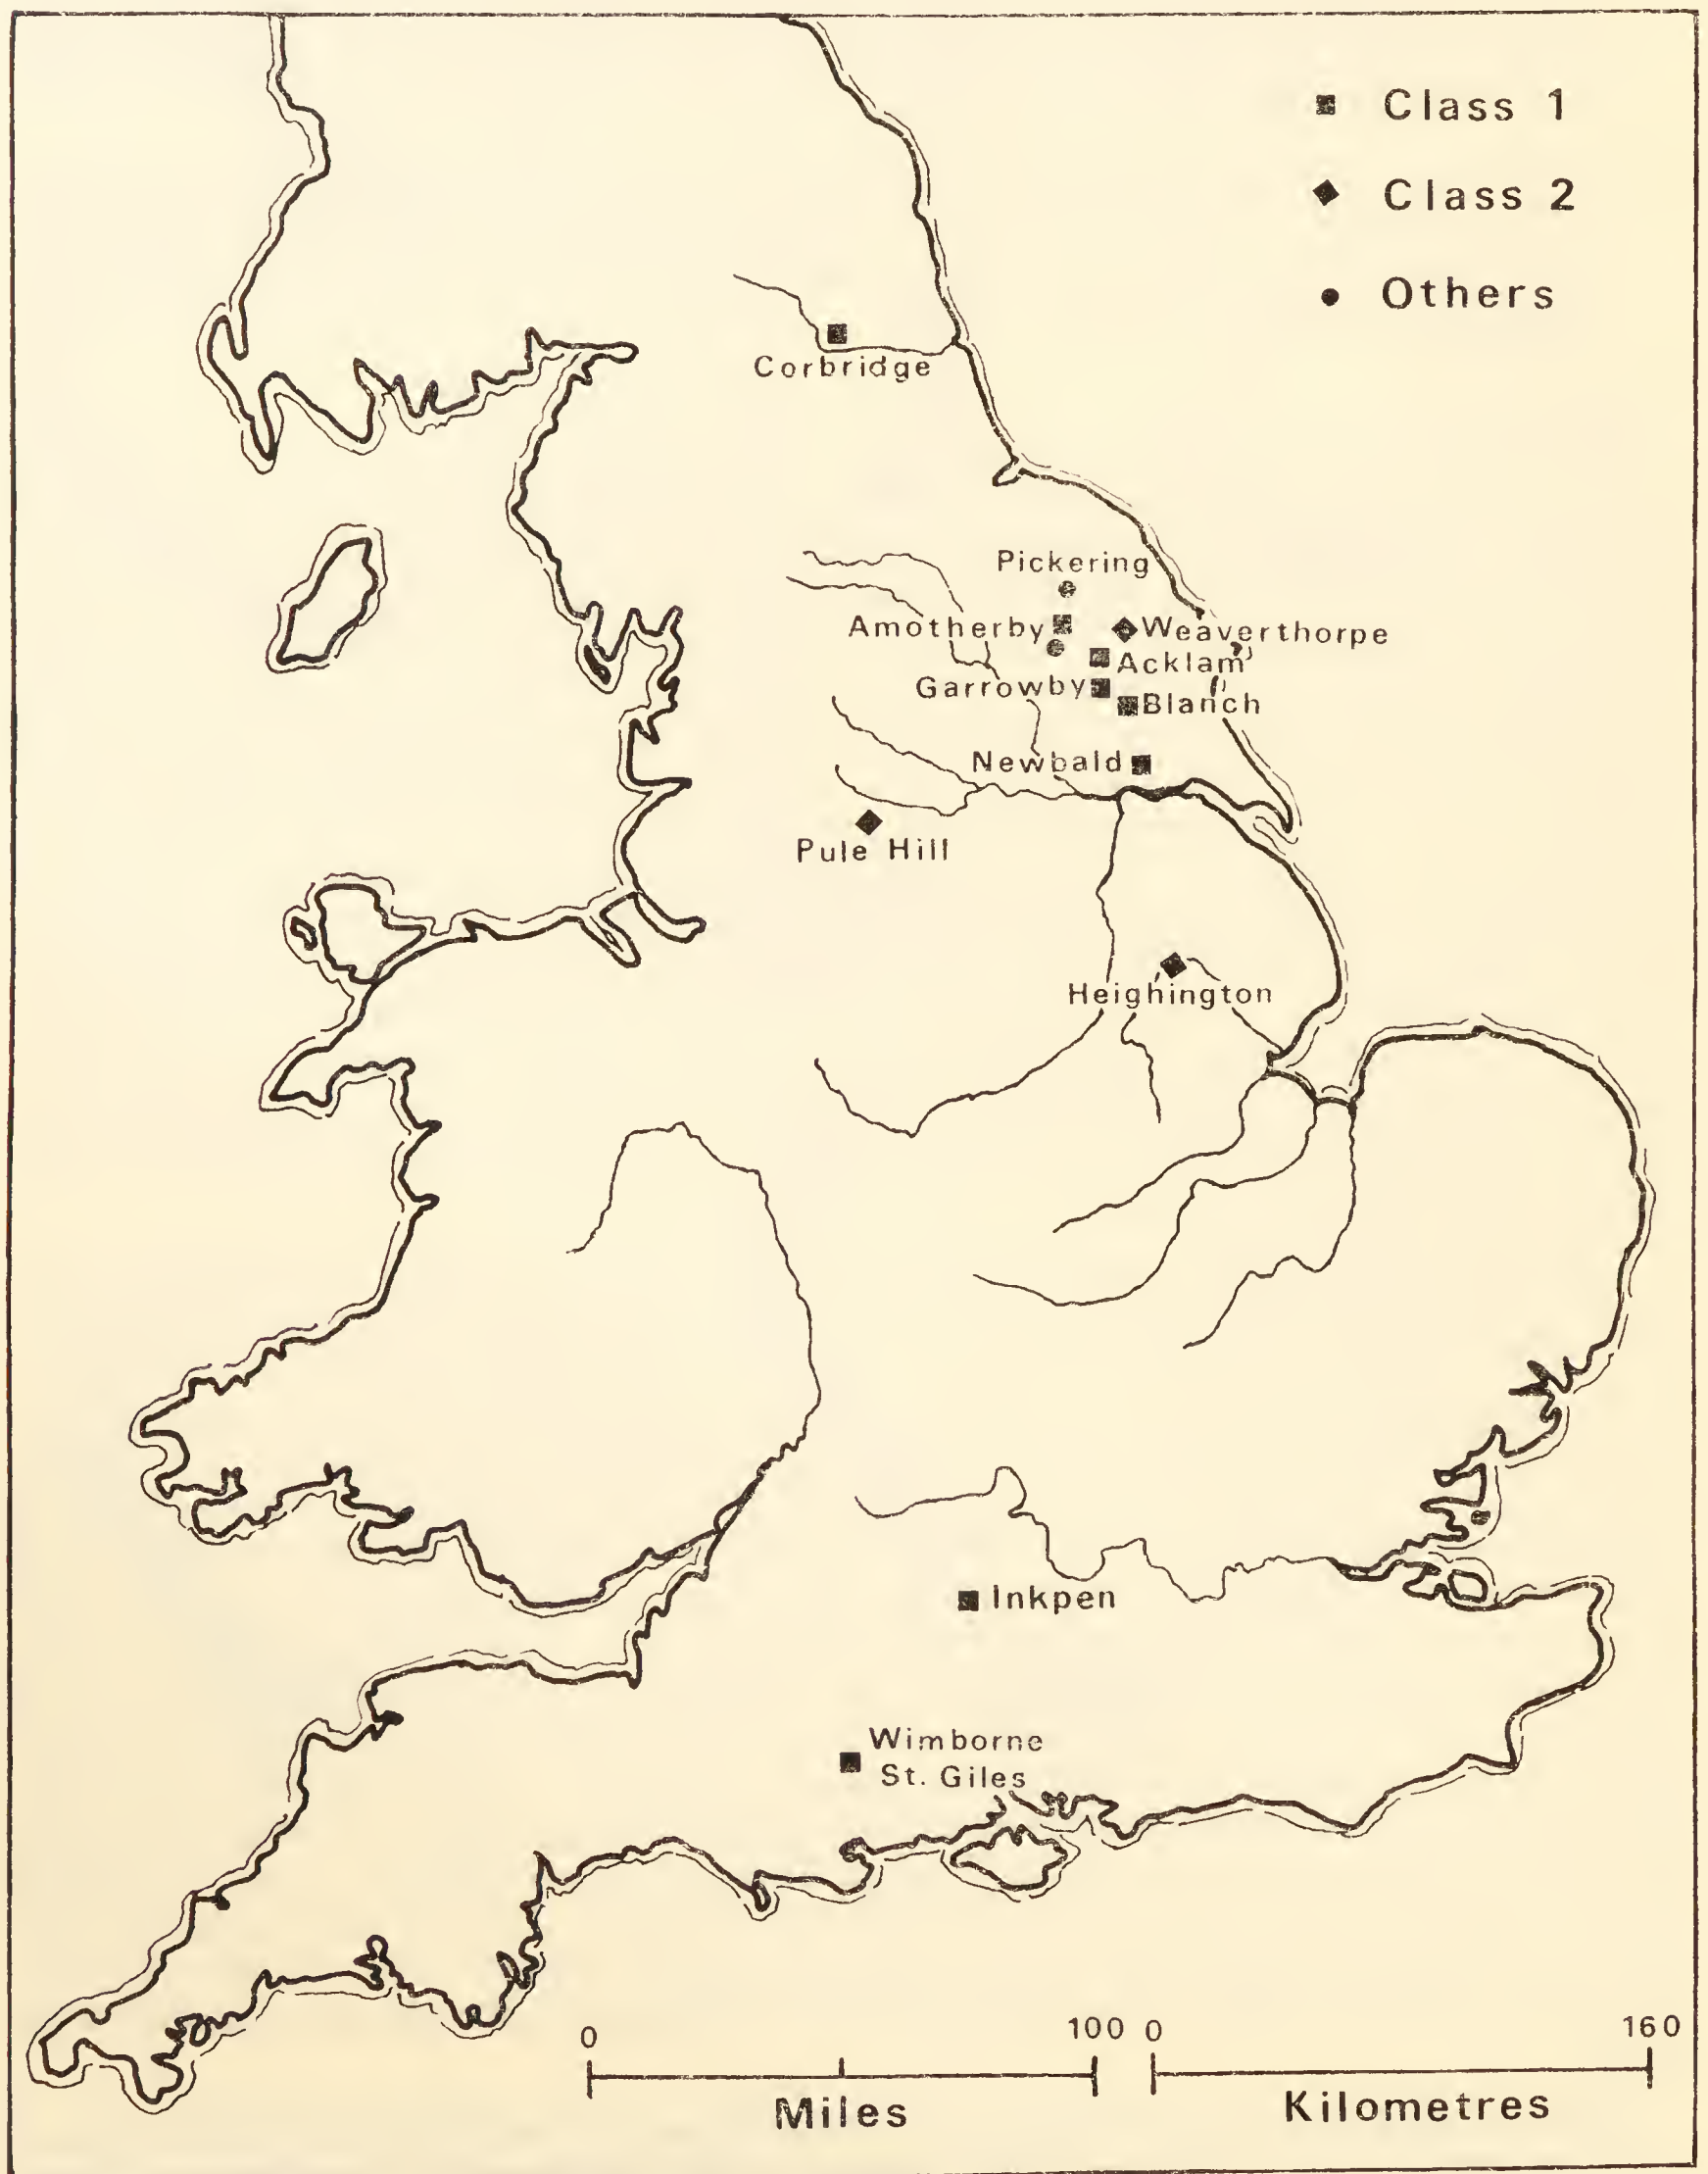 Class 1
Class 2
Others
Corbridge
Pickering
Amotherby
Weaverthorpe
Acklam
Garrowby
Blanch
Newbald
Pule Hill
Heighington
Inkpen
Wimborne
St. Giles
0 100 0 160
Miles
Kilometres